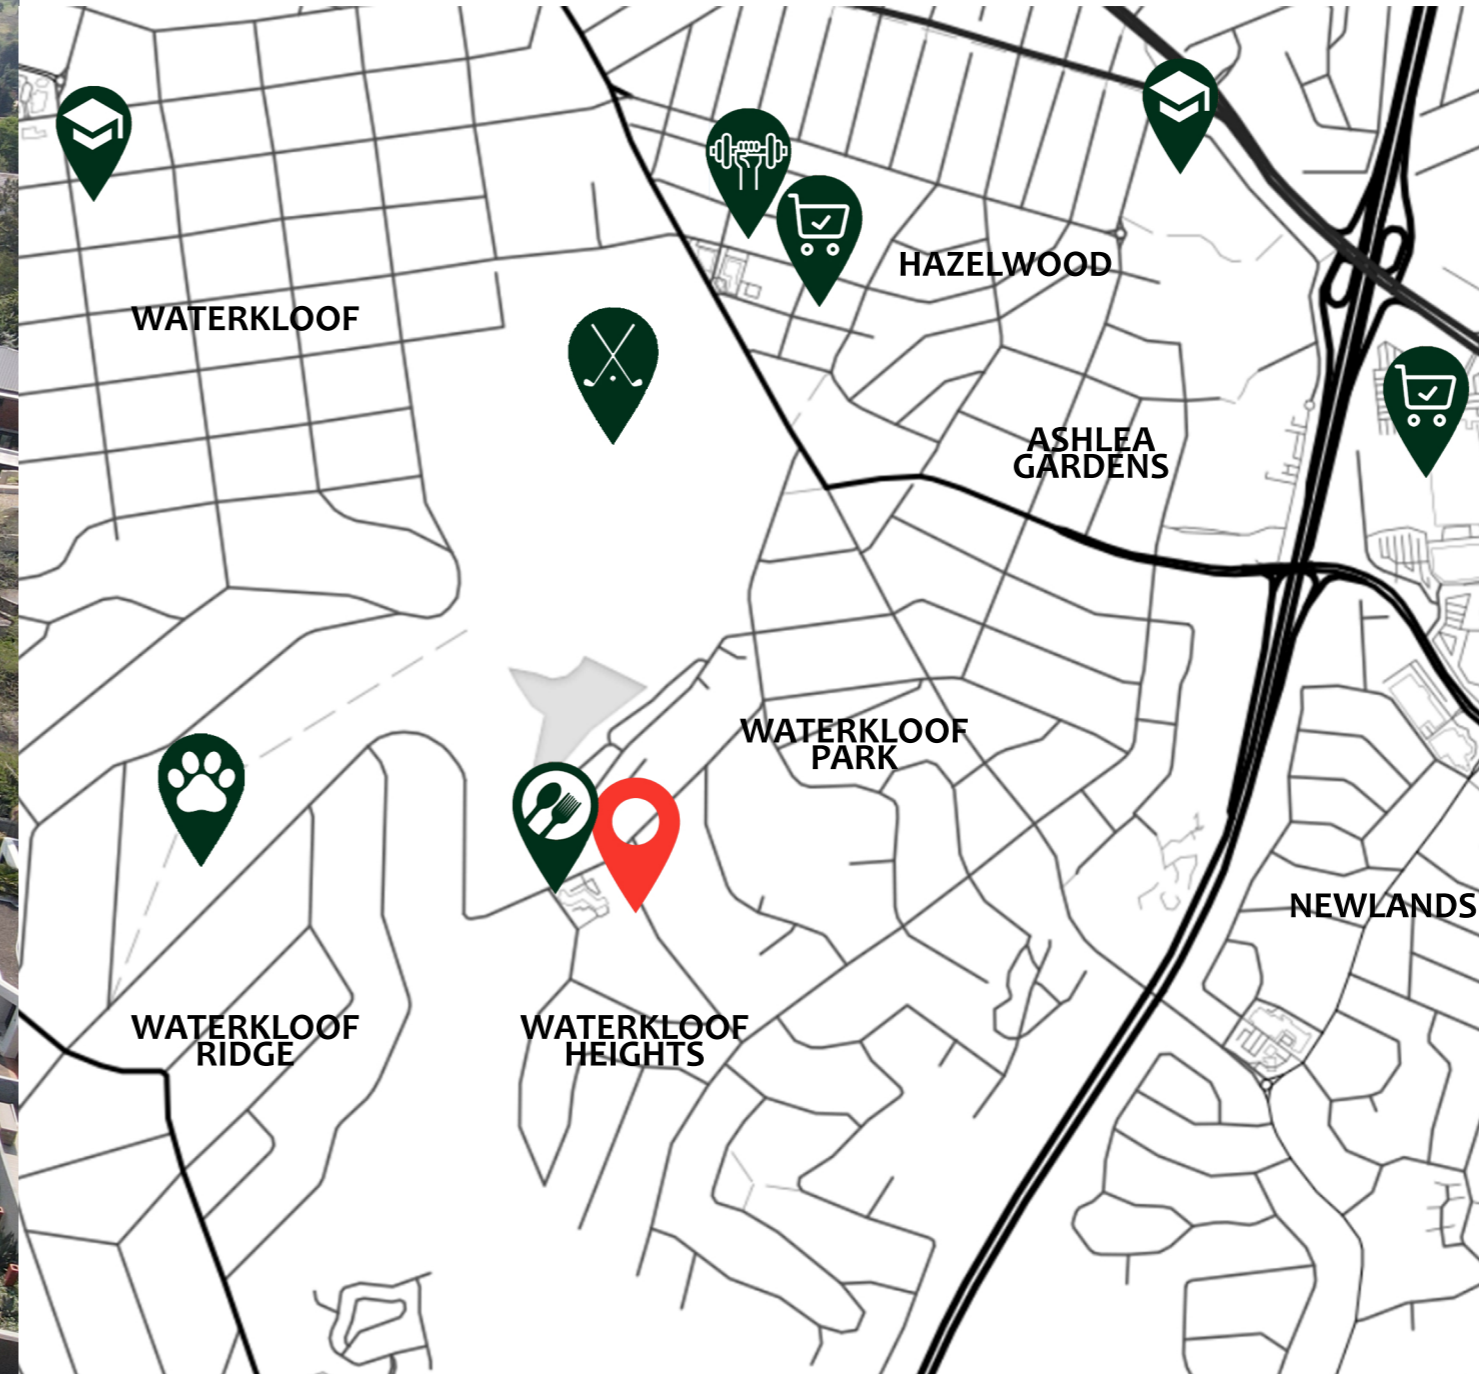 HAZELWOOD
WATERKLOOF
ASHLEA
GARDENS
WATERKLOOF
PARK
NEWLANDS
WATERKLOOF
RIDGE
WATERKLOOF
HEIGHTS